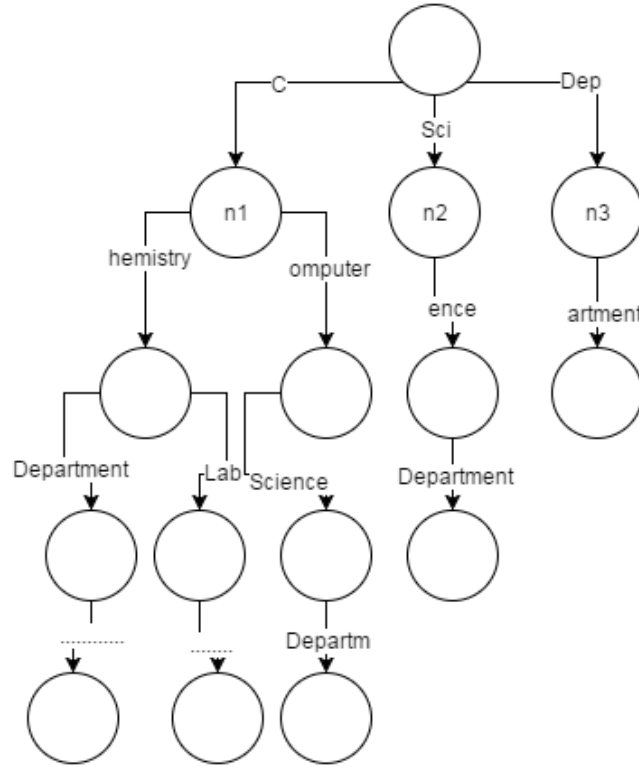 C
Dep
Sci
n1
n2
n3
hemistry
omputer
ence
artment
Department
Lab
Science
Department
Departm